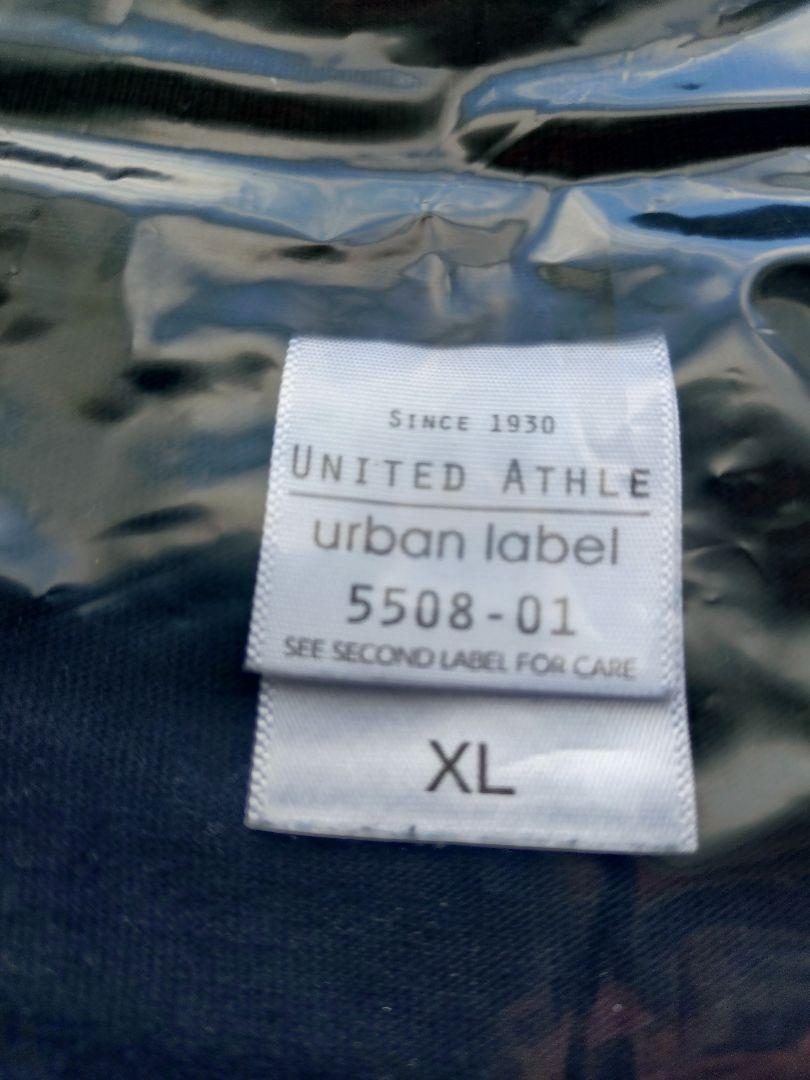 SINCE 1930
UNITED ATHLE
urban label
5508-01
SEE SECOND LABEL FOR CARE
XL